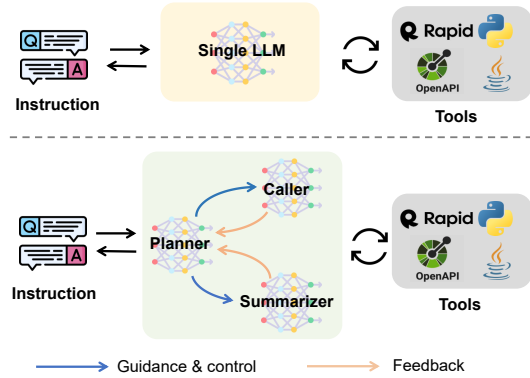 Q
A
Instruction
Single LLM
Rapid
OpenAPI
Tools
Q
A
Instruction
Planner
Caller
Summarizer
Rapid
OpenAPI
Tools
Guidance & control
Feedback